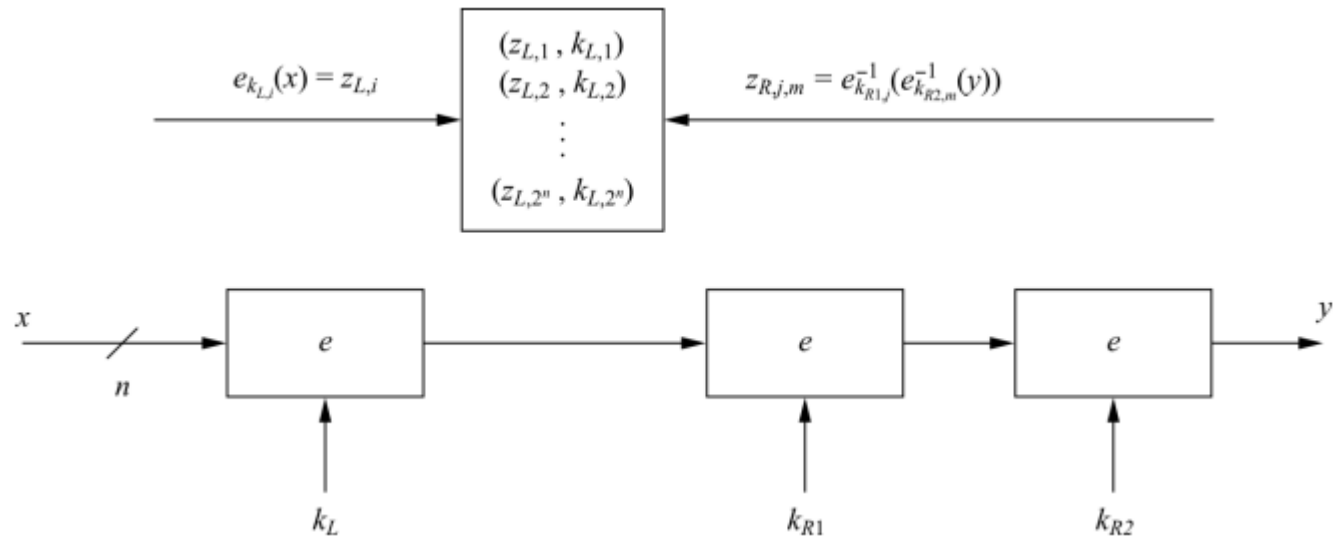 (z_{L,1} , k_{L,1})
e_{k_{L,i}}(x) = z_{L,i}
(z_{L,2} , k_{L,2})
z_{R,j,m} = e^{-1}_{k_{R1,j}}(e^{-1}_{k_{R2,m}}(y))
⋮
(z_{L,2^n} , k_{L,2^n})
x
e
e
e
y
n
k_L
k_{R1}
k_{R2}